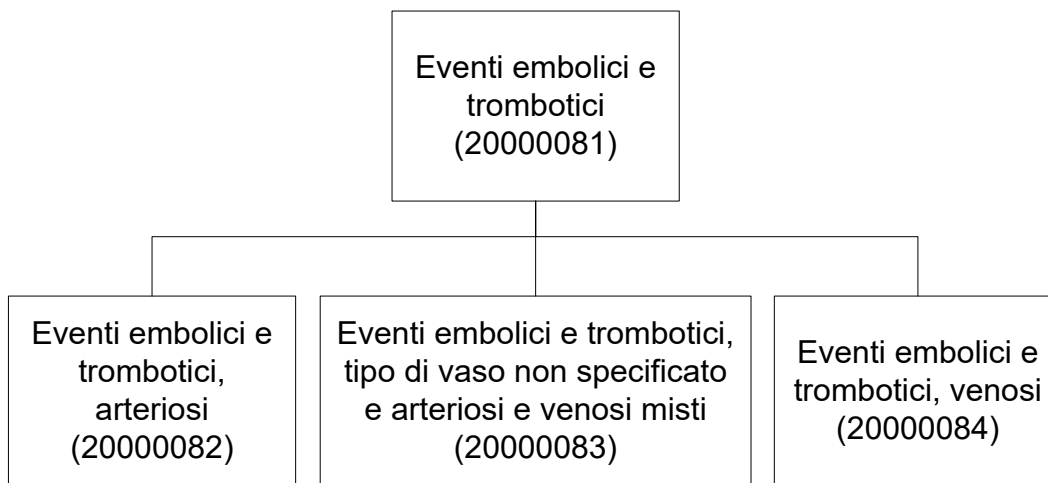 Eventi embolici e
trombotici
(20000081)
Eventi embolici e
trombotici,
arteriosi
(20000082)
Eventi embolici e trombotici,
tipo di vaso non specificato
e arteriosi e venosi misti
(20000083)
Eventi embolici e
trombotici, venosi
(20000084)